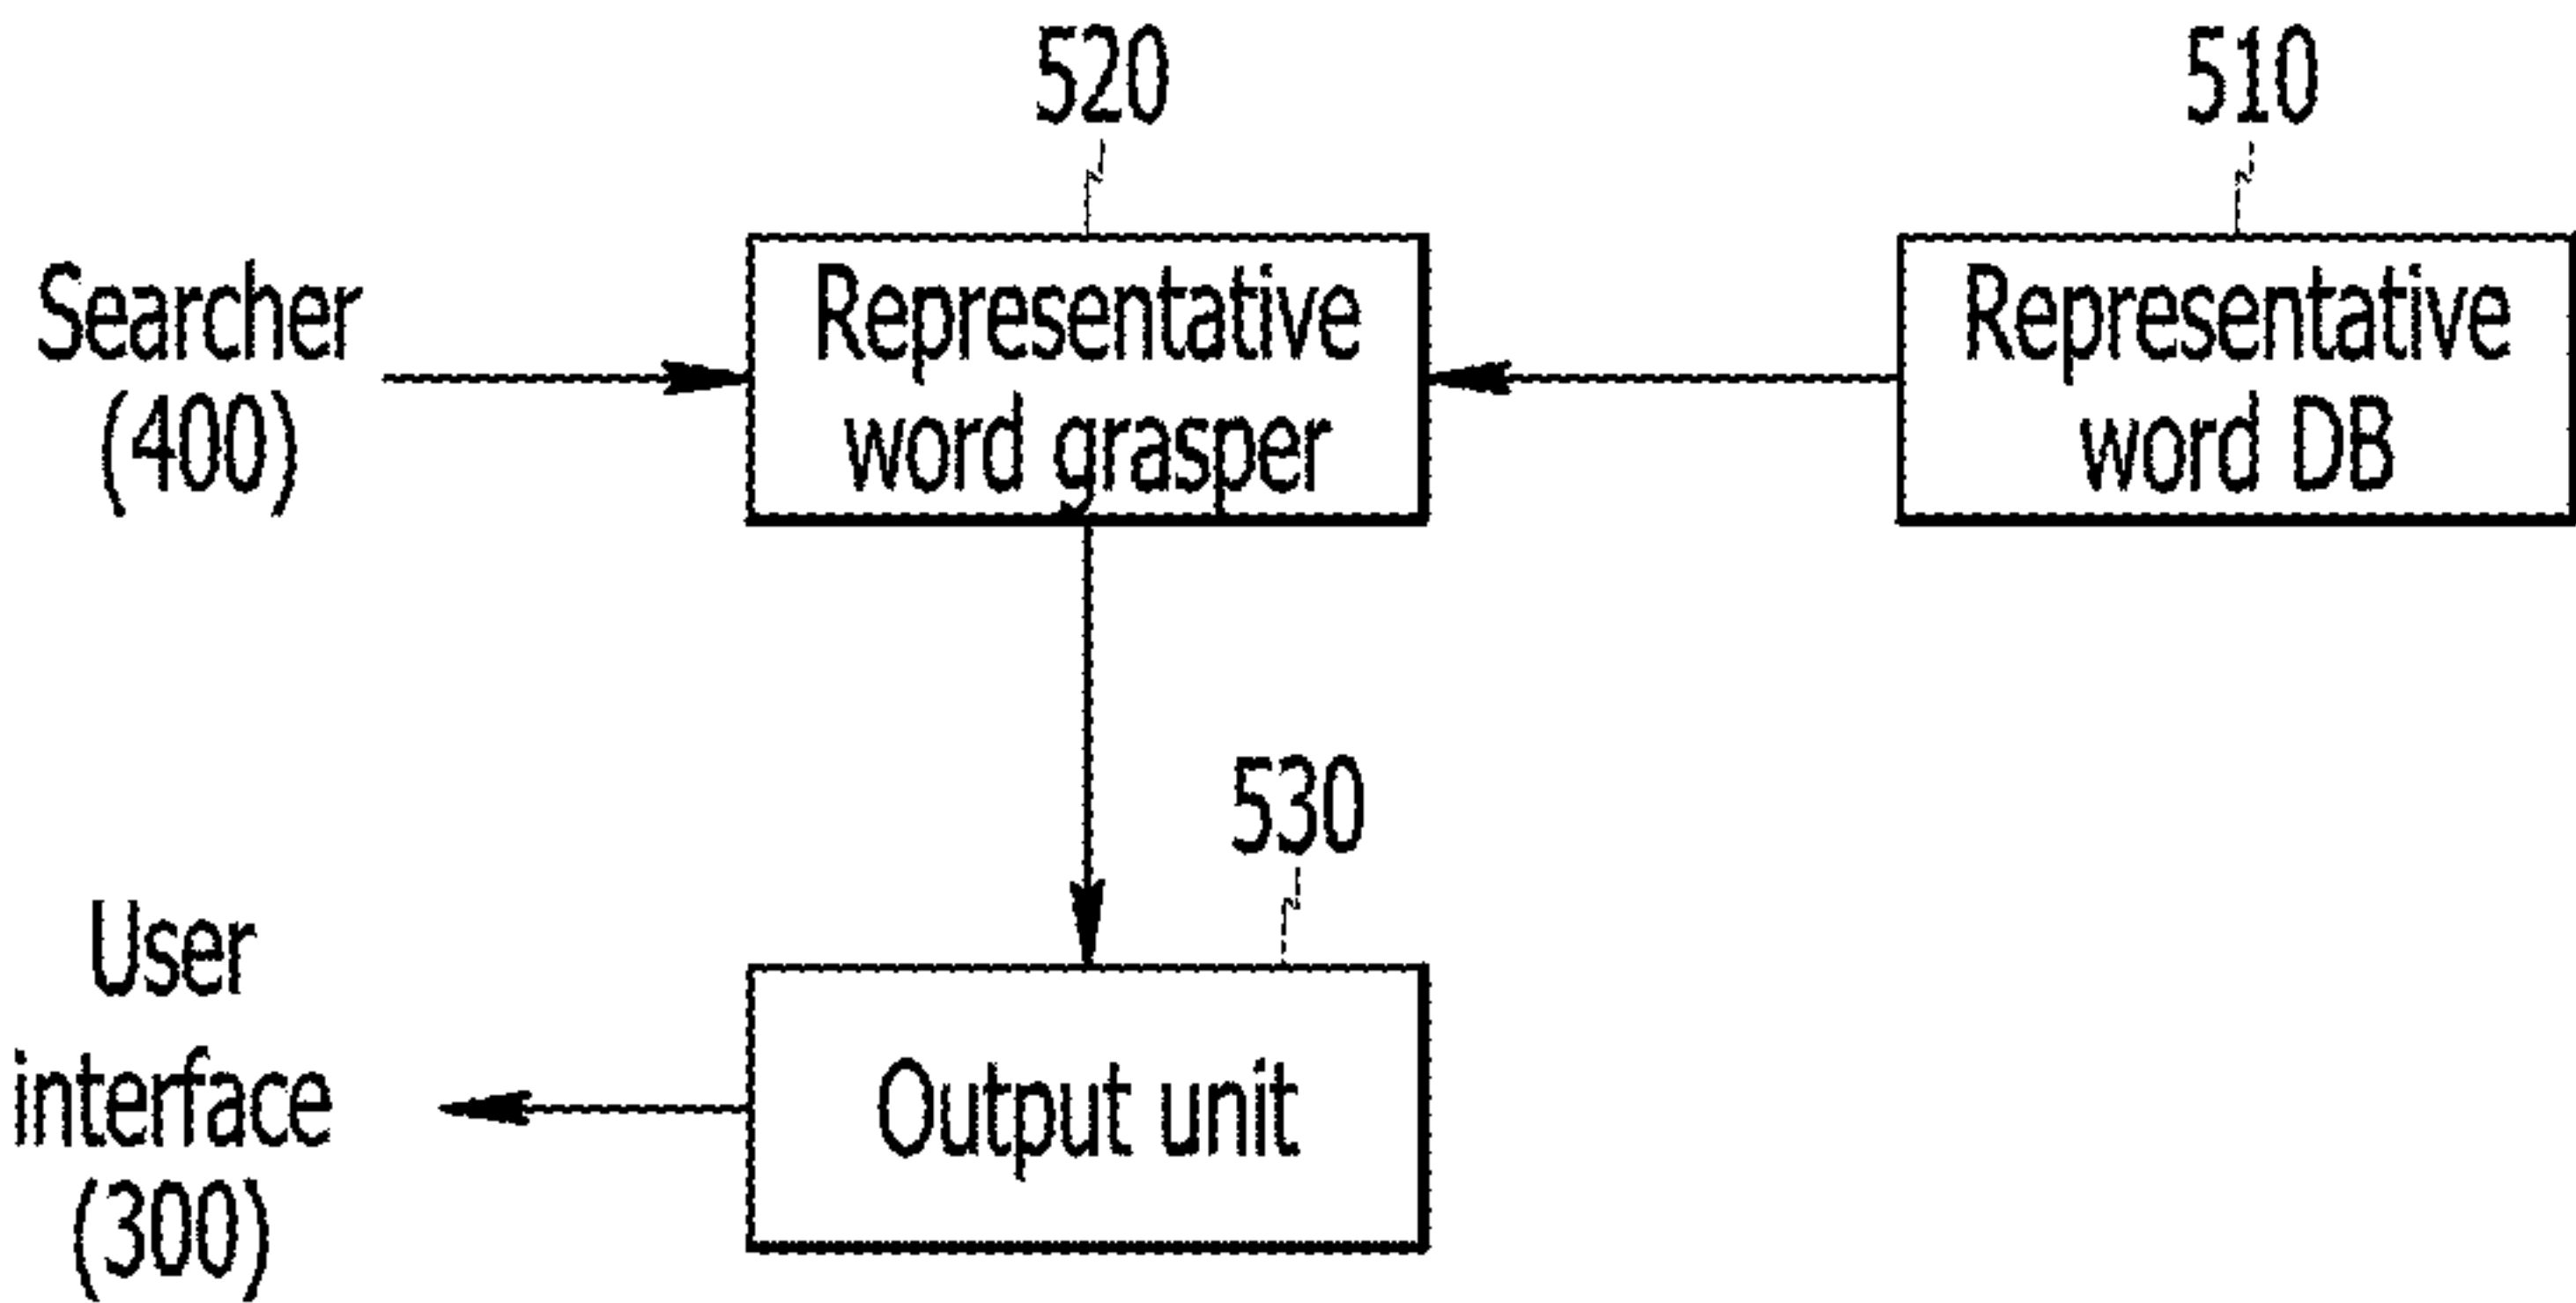 520
510
Searcher
(400)
Representative
word grasper
Representative
word DB
530
User
interface
(300)
Output unit